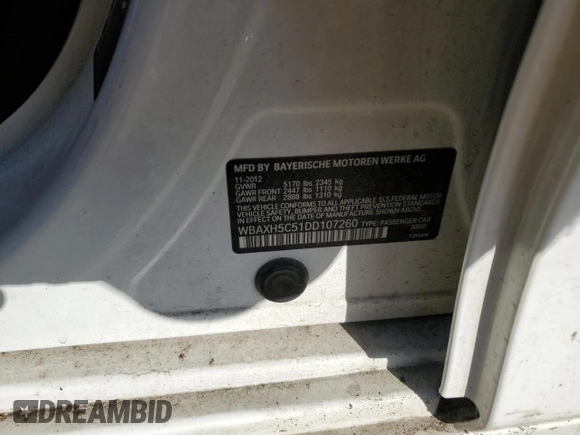 MFD BY BAYERISCHE MOTOREN WERKE AG
11-2012
GVWR 5170 lbs 2345 kg
GAWR FRONT 2447 lbs 1110 kg
GAWR REAR 2888 lbs 1310 kg
THIS VEHICLE CONFORMS TO ALL APPLICABLE U.S. FEDERAL MOTOR
VEHICLE SAFETY, BUMPER, AND THEFT PREVENTION STANDARDS
IN EFFECT ON THE DATE OF MANUFACTURE SHOWN ABOVE.
WBAXH5C51DD107260 TYPE: PASSENGER CAR
DREAMBID